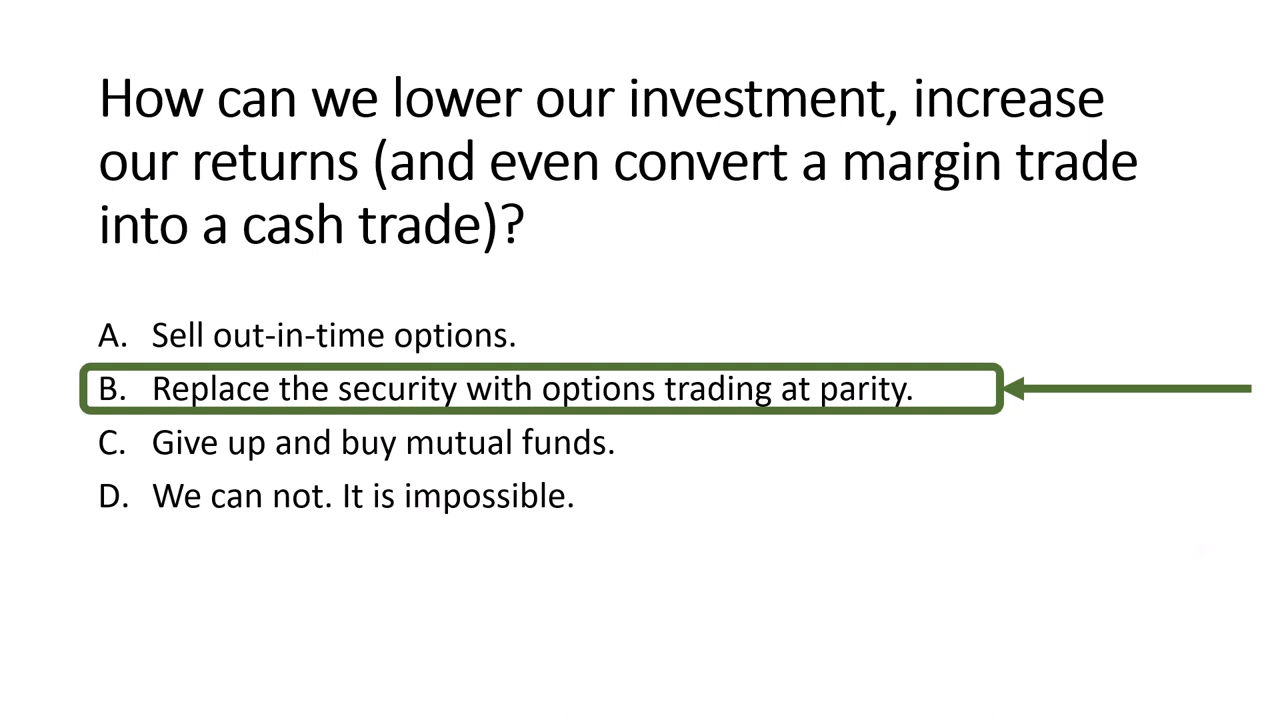 How can we lower our investment, increase
our returns (and even convert a margin trade
into a cash trade)?
A. Sell out-in-time options.
B. Replace the security with options trading at parity.
C. Give up and buy mutual funds.
D. We can not. It is impossible.